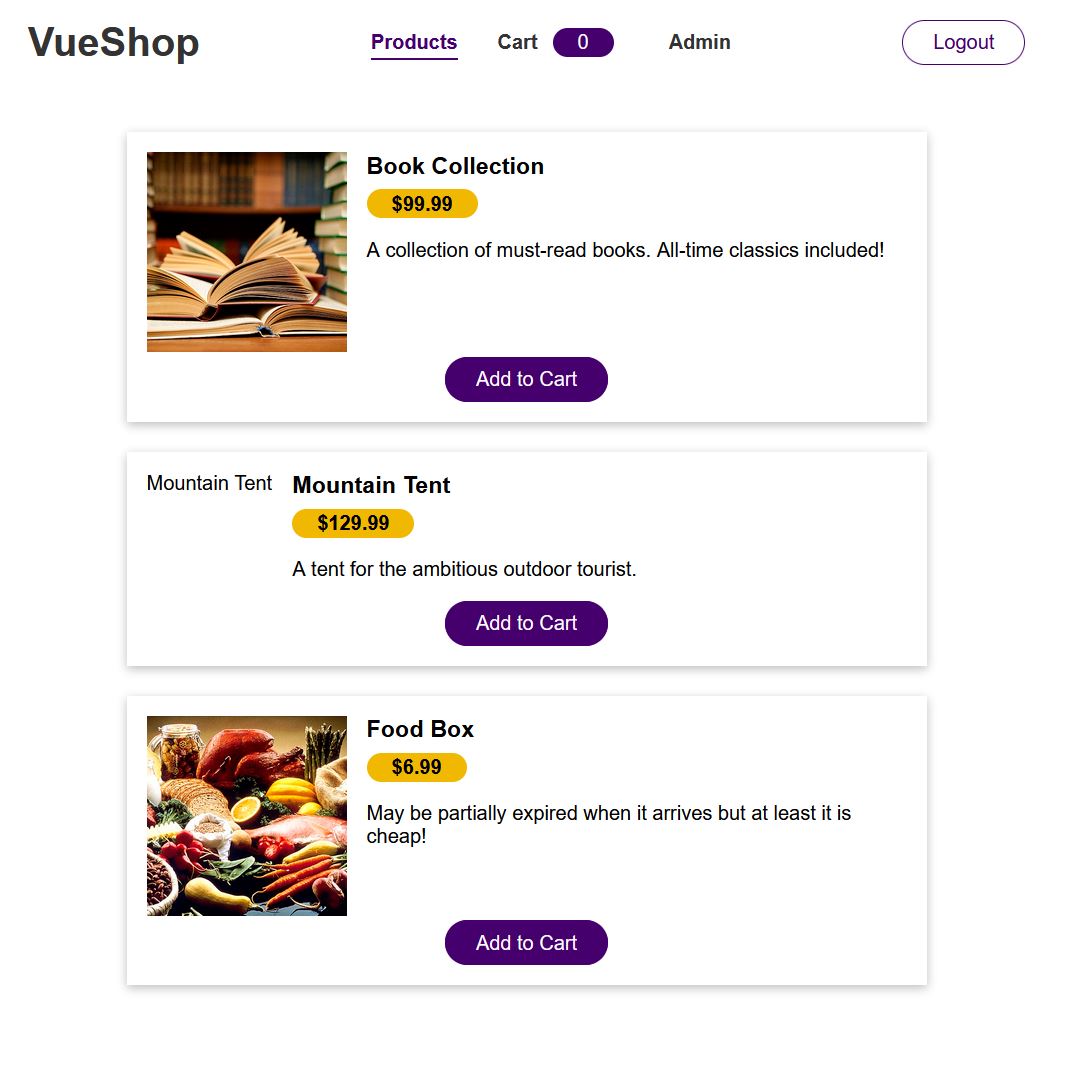 VueShop
Products
Cart
0
Admin
Logout
Book Collection
$99.99
A collection of must-read books. All-time classics included!
Add to Cart
Mountain Tent
Mountain Tent
$129.99
A tent for the ambitious outdoor tourist.
Add to Cart
Food Box
$6.99
May be partially expired when it arrives but at least it is
cheap!
Add to Cart